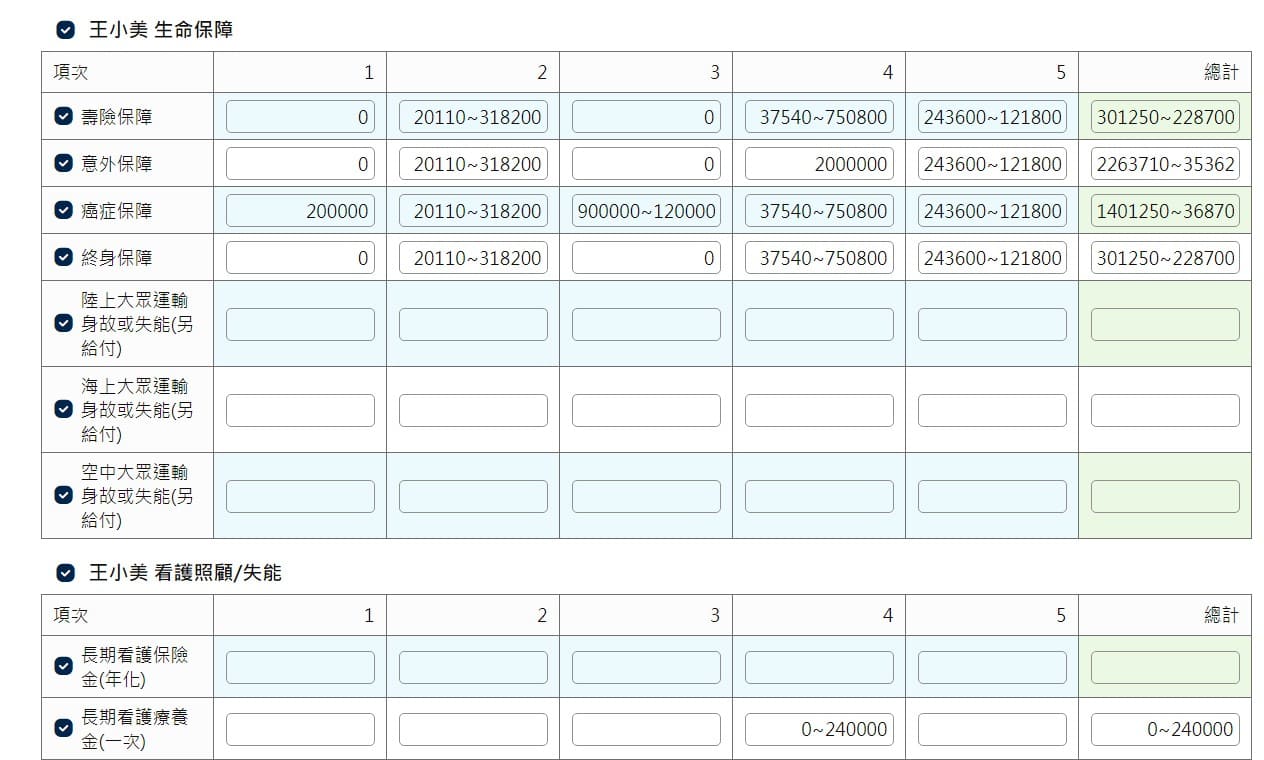 王小美 生命保障
項次 1 2 3 4 5 總計
壽險保障 0 20110~318200 0 37540~750800 243600~121800 301250~228700
意外保障 0 20110~318200 0 2000000 243600~121800 2263710~35362
癌症保障 200000 20110~318200 900000~120000 37540~750800 243600~121800 1401250~36870
終身保障 0 20110~318200 0 37540~750800 243600~121800 301250~228700
陸上大眾運輸
身故或失能(另
給付)
海上大眾運輸
身故或失能(另
給付)
空中大眾運輸
身故或失能(另
給付)
王小美 看護照顧/失能
項次 1 2 3 4 5 總計
長期看護保險
金(年化)
長期看護療養
金(一次) 0~240000 0~240000